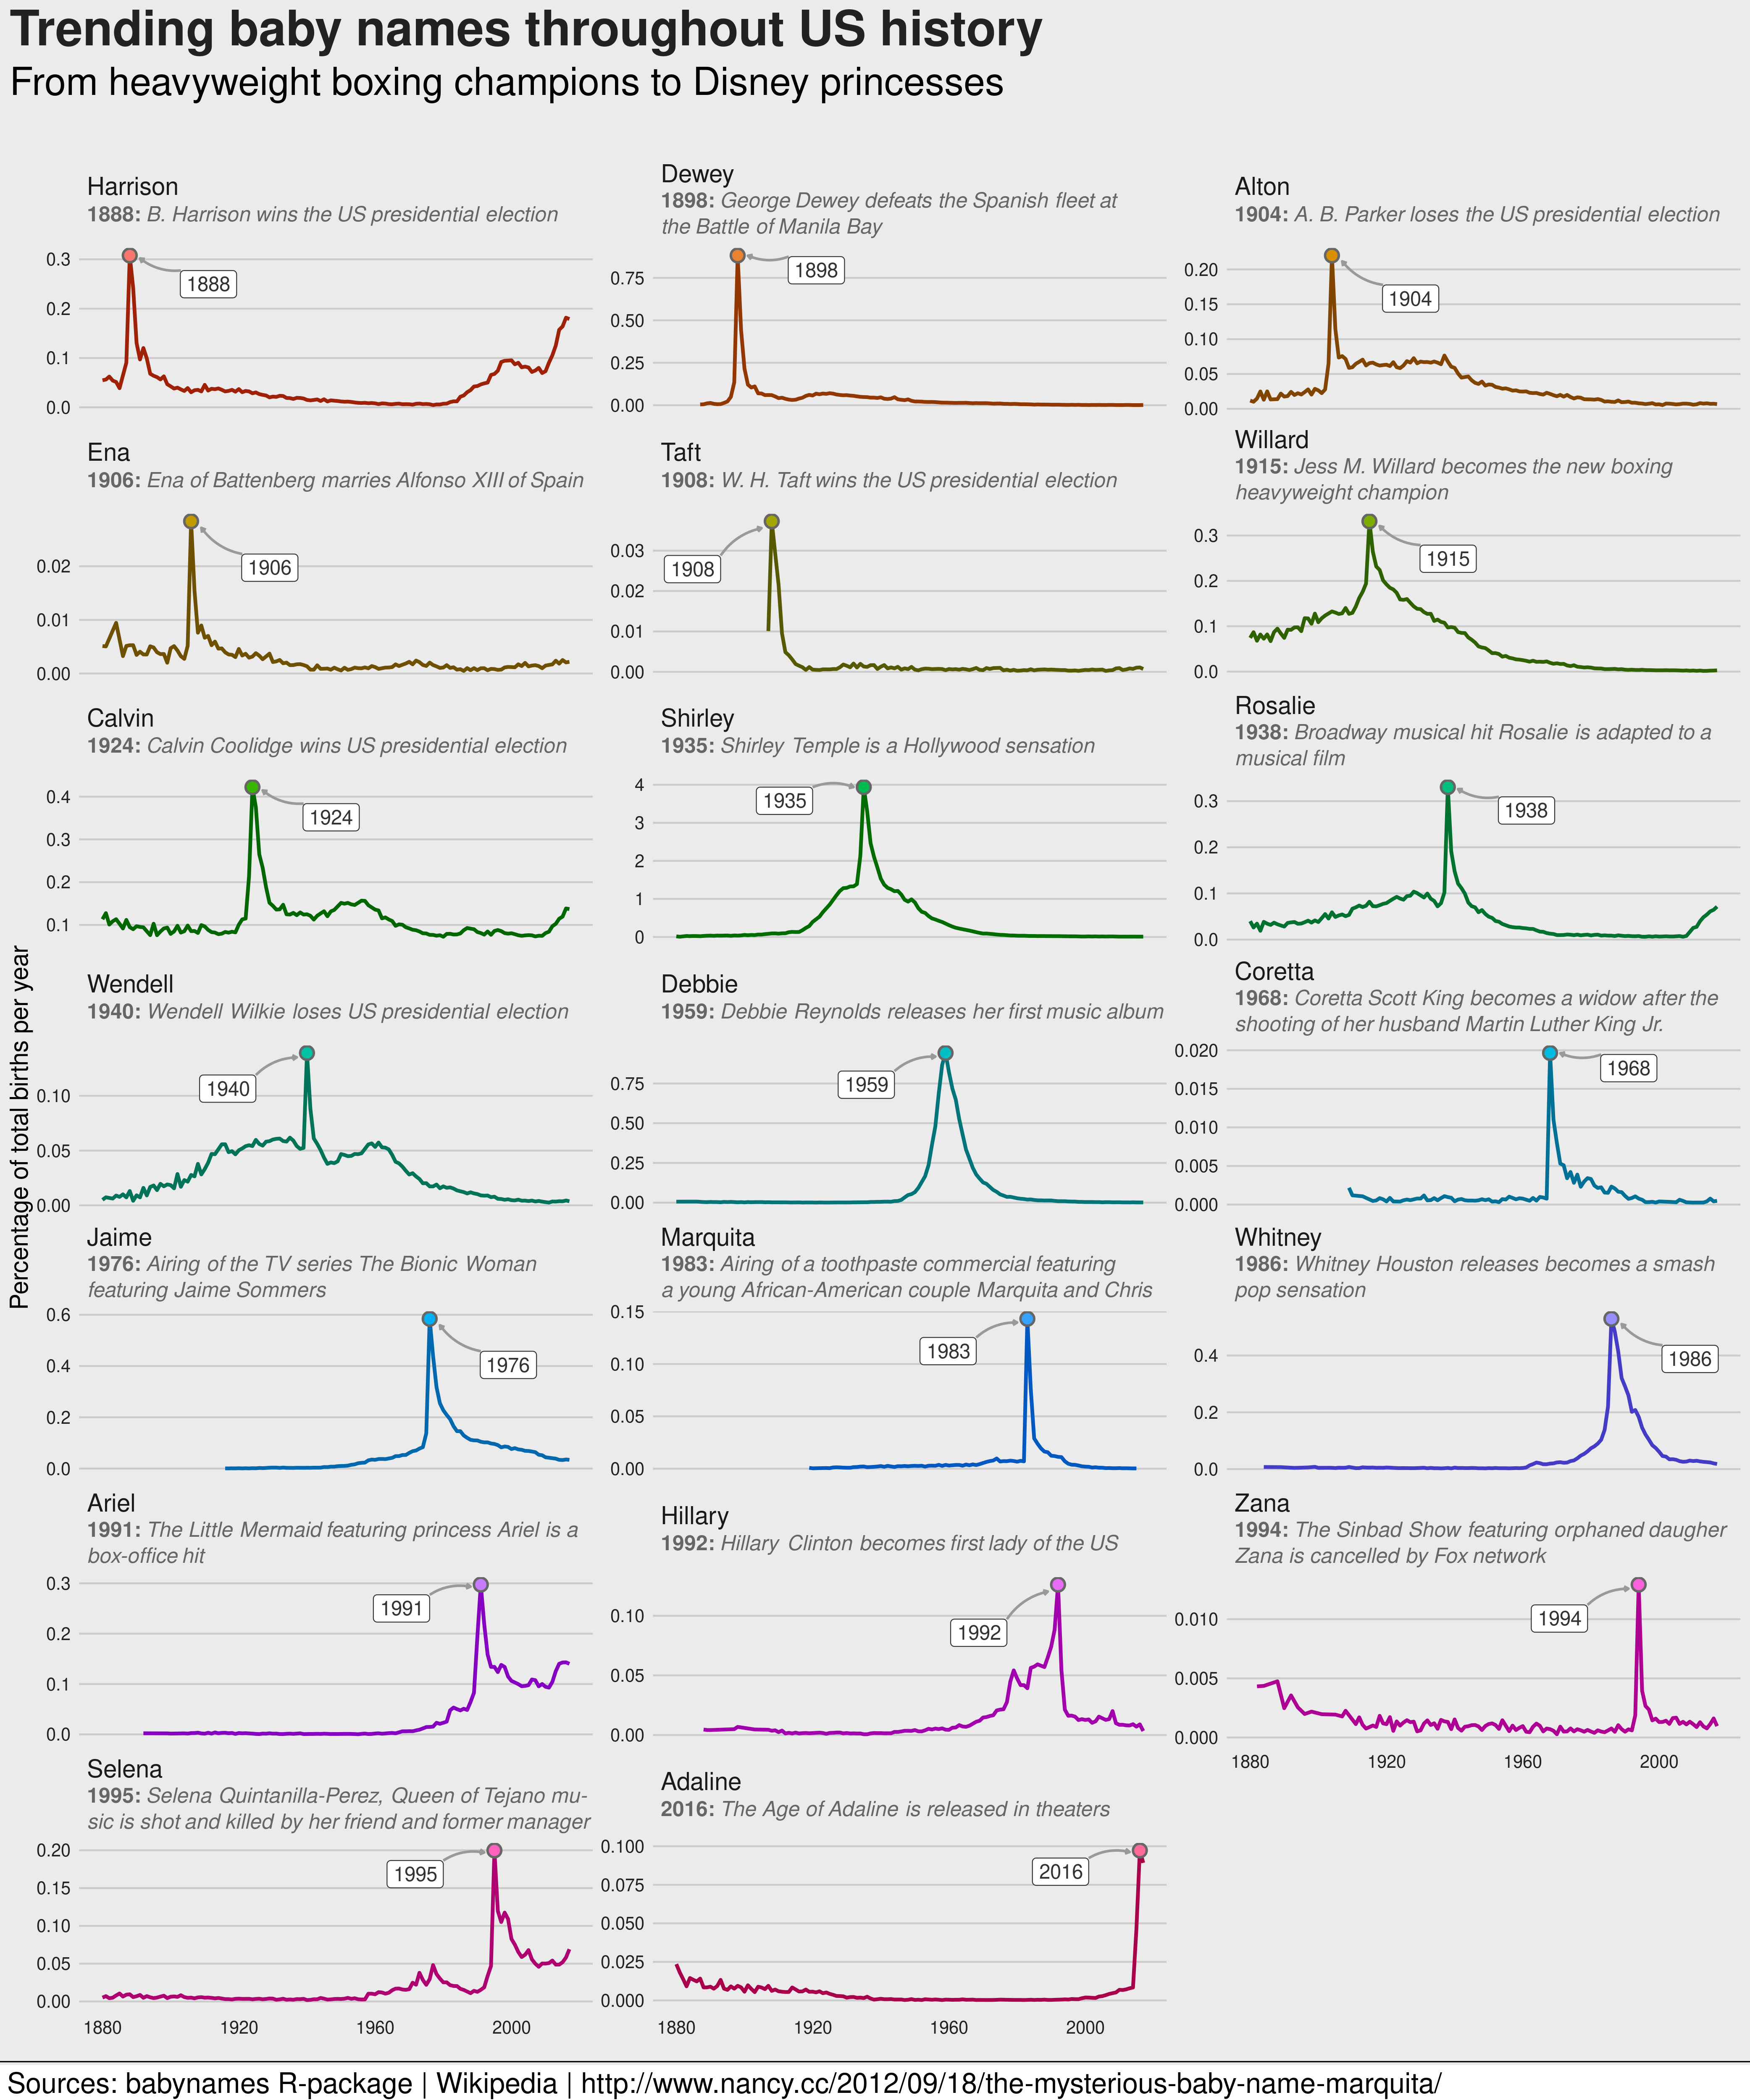 Trending baby names throughout US history
From heavyweight boxing champions to Disney princesses
Percentage of total births per year
Harrison
1888: B. Harrison wins the US presidential election
0.3
0.2
0.1
0.0
1888
Dewey
1898: George Dewey defeats the Spanish fleet at
the Battle of Manila Bay
0.75
0.50
0.25
0.00
1898
Alton
1904: A. B. Parker loses the US presidential election
0.20
0.15
0.10
0.05
0.00
1904
Ena
1906: Ena of Battenberg marries Alfonso XIII of Spain
0.02
0.01
0.00
1906
Taft
1908: W. H. Taft wins the US presidential election
0.03
0.02
0.01
0.00
1908
Willard
1915: Jess M. Willard becomes the new boxing
heavyweight champion
0.3
0.2
0.1
0.0
1915
Calvin
1924: Calvin Coolidge wins US presidential election
0.4
0.3
0.2
0.1
1924
Shirley
1935: Shirley Temple is a Hollywood sensation
4
3
2
1
0
1935
Rosalie
1938: Broadway musical hit Rosalie is adapted to a
musical film
0.3
0.2
0.1
0.0
1938
Wendell
1940: Wendell Wilkie loses US presidential election
0.10
0.05
0.00
1940
Debbie
1959: Debbie Reynolds releases her first music album
0.75
0.50
0.25
0.00
1959
Coretta
1968: Coretta Scott King becomes a widow after the
shooting of her husband Martin Luther King Jr.
0.020
0.015
0.010
0.005
0.000
1968
Jaime
1976: Airing of the TV series The Bionic Woman
featuring Jaime Sommers
0.6
0.4
0.2
0.0
1976
Marquita
1983: Airing of a toothpaste commercial featuring
a young African-American couple Marquita and Chris
0.15
0.10
0.05
0.00
1983
Whitney
1986: Whitney Houston releases becomes a smash
pop sensation
0.4
0.2
0.0
1986
Ariel
1991: The Little Mermaid featuring princess Ariel is a
box-office hit
0.3
0.2
0.1
0.0
1991
Hillary
1992: Hillary Clinton becomes first lady of the US
0.10
0.05
0.00
1992
Zana
1994: The Sinbad Show featuring orphaned daugher
Zana is cancelled by Fox network
0.010
0.005
0.000
1994
1880 1920 1960 2000
Selena
1995: Selena Quintanilla-Perez, Queen of Tejano mu-
sic is shot and killed by her friend and former manager
0.20
0.15
0.10
0.05
0.00
1995
1880 1920 1960 2000
Adaline
2016: The Age of Adaline is released in theaters
0.100
0.075
0.050
0.025
0.000
2016
1880 1920 1960 2000
Sources: babynames R-package | Wikipedia | http://www.nancy.cc/2012/09/18/the-mysterious-baby-name-marquita/